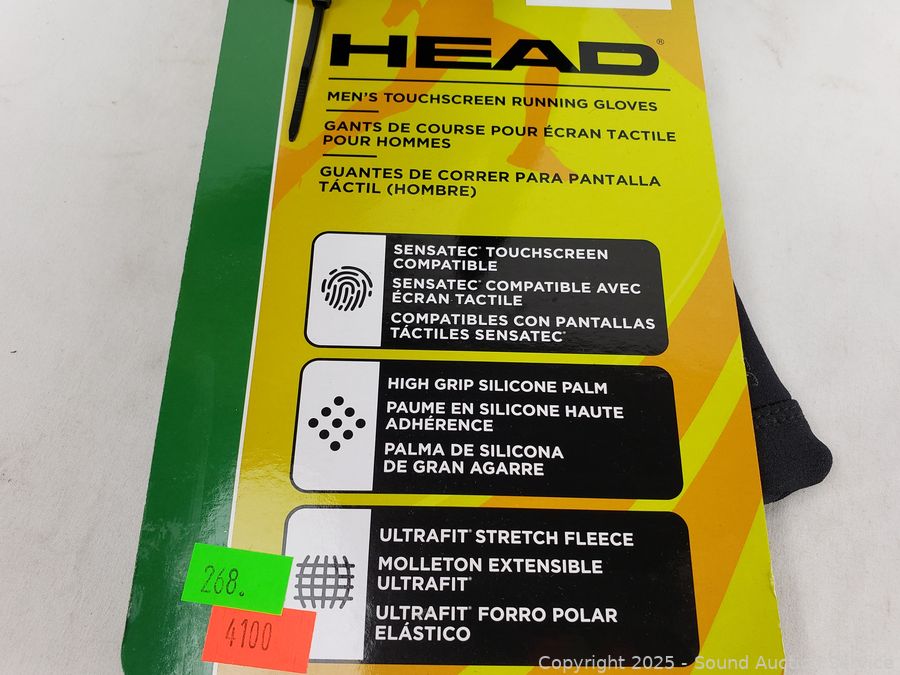 HEAD®
MEN'S TOUCHSCREEN RUNNING GLOVES
GANTS DE COURSE POUR ÉCRAN TACTILE
POUR HOMMES
GUANTES DE CORRER PARA PANTALLA
TÁCTIL (HOMBRE)
SENSATEC® TOUCHSCREEN
COMPATIBLE
SENSATEC® COMPATIBLE AVEC
ÉCRAN TACTILE
COMPATIBLES CON PANTALLAS
TÁCTILES SENSATEC®
HIGH GRIP SILICONE PALM
PAUME EN SILICONE HAUTE
ADHÉRENCE
PALMA DE SILICONA
DE GRAN AGARRE
ULTRAFIT® STRETCH FLEECE
MOLLETON EXTENSIBLE
ULTRAFIT®
ULTRAFIT® FORRO POLAR
ELÁSTICO
268.
4100
Copyright 2025 - Sound Auction Service